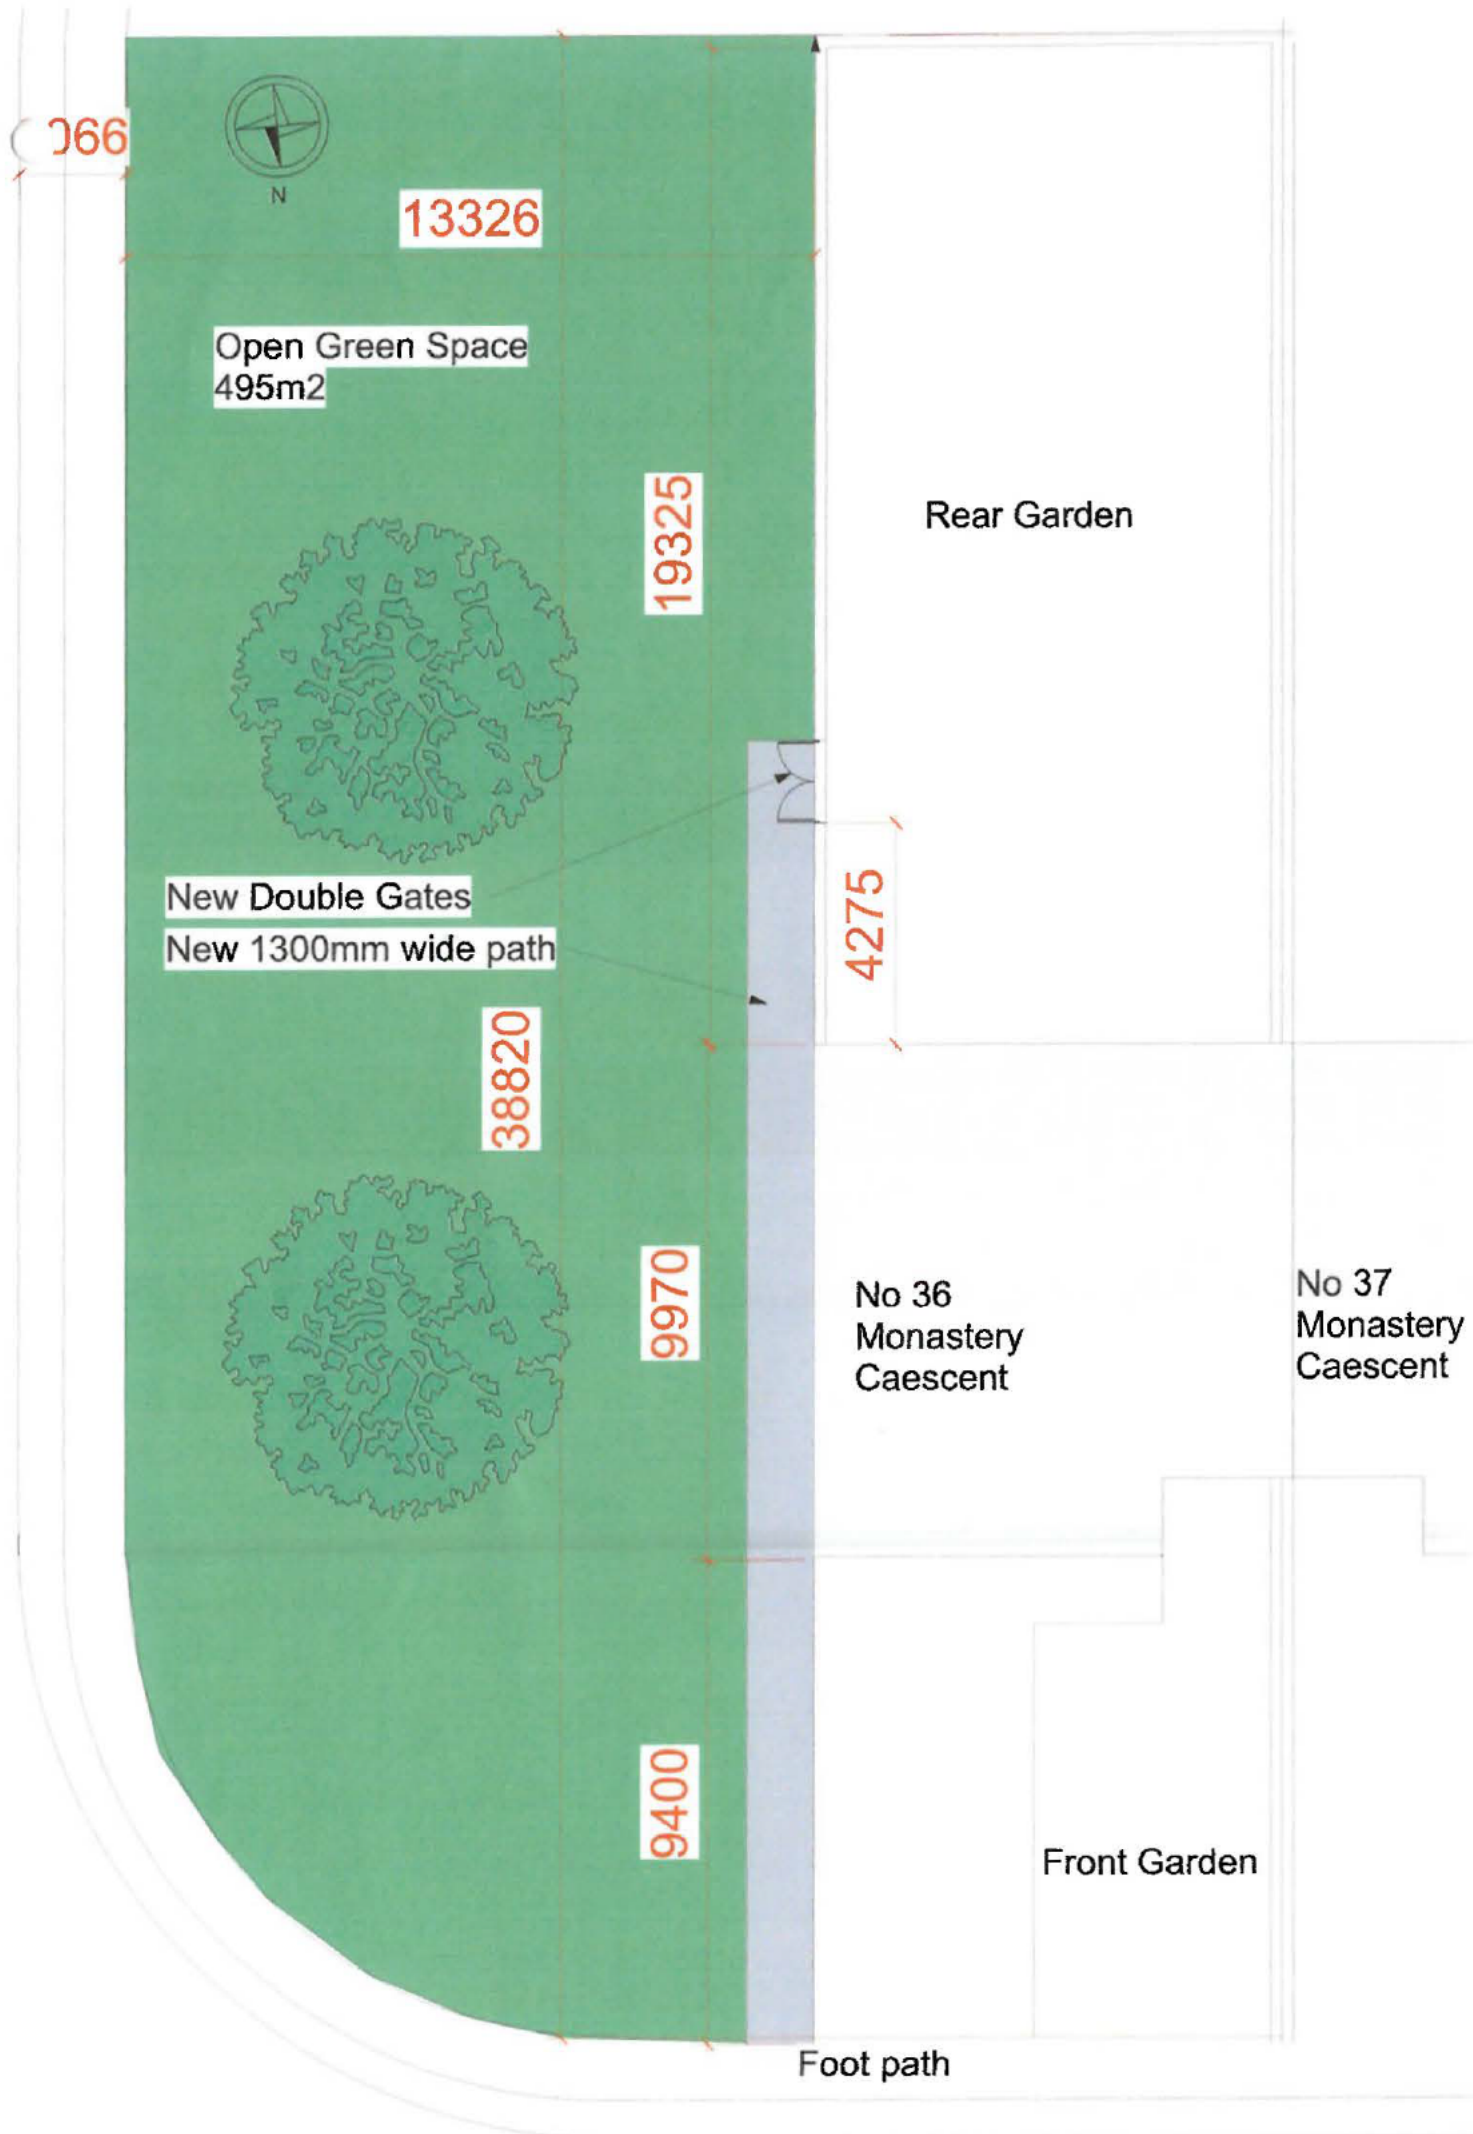 N
13326
Open Green Space
495m2
19325
Rear Garden
New Double Gates
New 1300mm wide path
4275
38820
9970
No 36
Monastery
Caescent
No 37
Monastery
Caescent
9400
Front Garden
Foot path